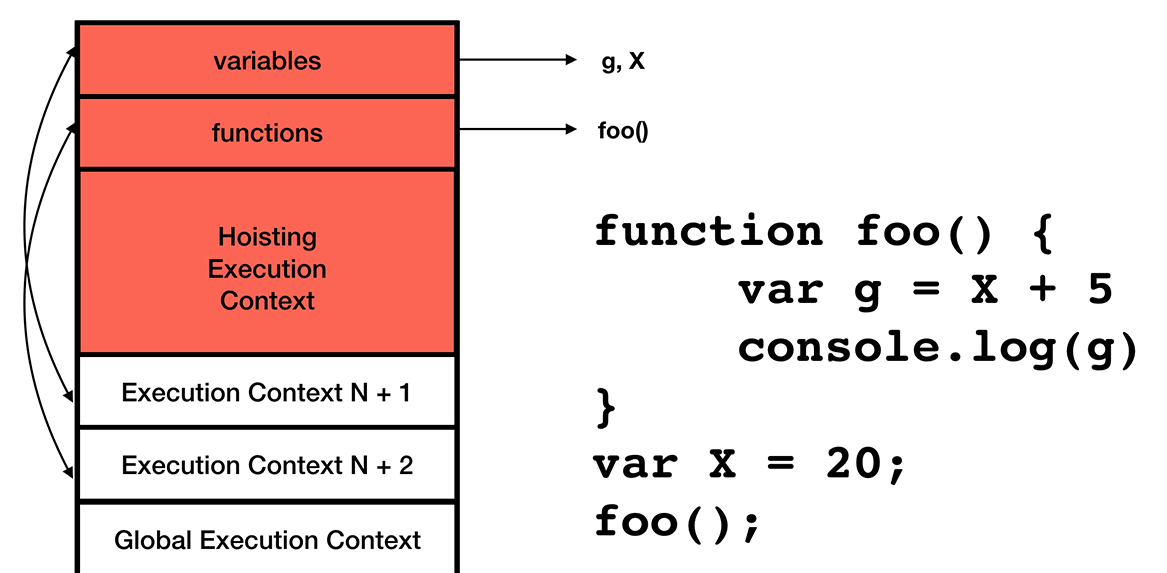 variables
g, X
functions
foo()
Hoisting
Execution
Context
Execution Context N + 1
Execution Context N + 2
Global Execution Context
function foo() {
var g = X + 5
console.log(g)
}
var X = 20;
foo();